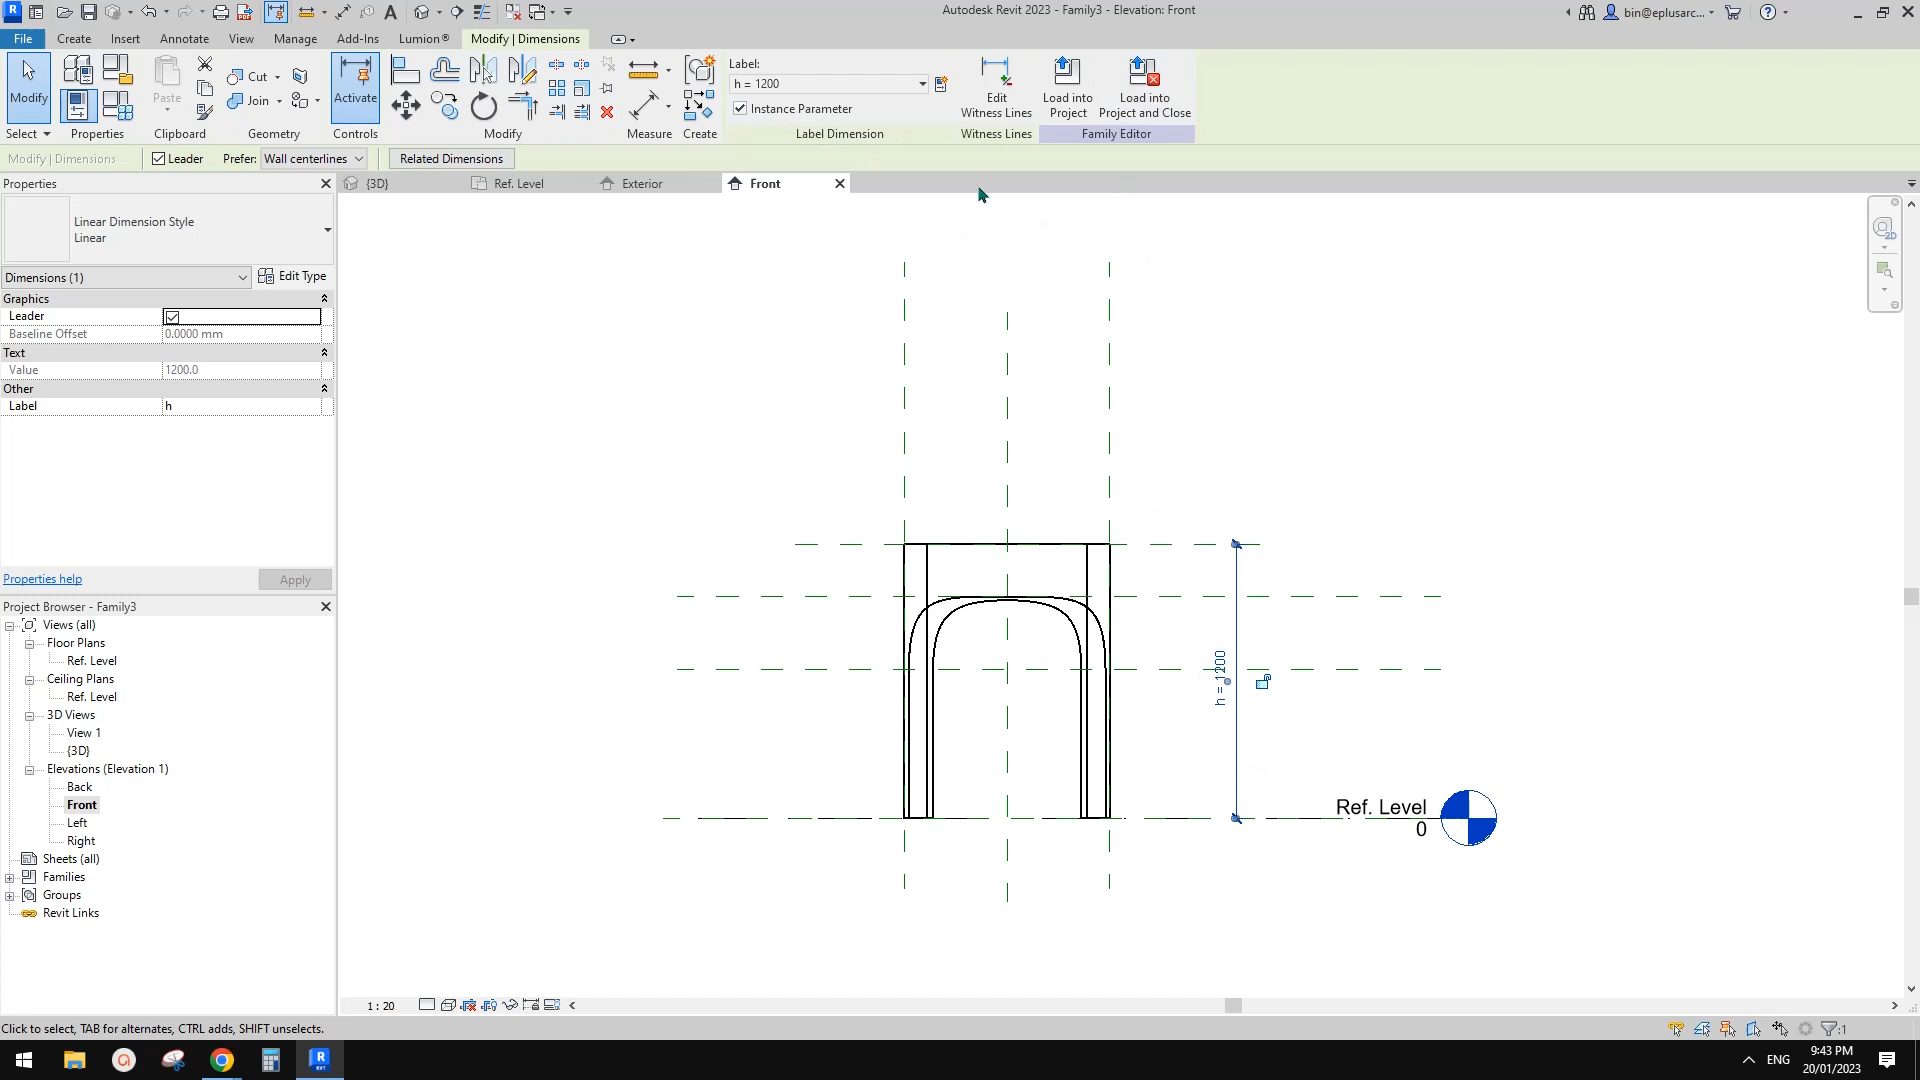 Autodesk Revit 2023 - Family3 - Elevation: Front
bin@eplusarc...
File
Create
Insert
Annotate
View
Manage
Add-Ins
Lumion®
Modify | Dimensions
Modify
Paste
Cut
Join
Activate
Label:
h = 1200
Instance Parameter
Edit
Witness Lines
Load into
Project
Load into
Project and Close
Select
Properties
Clipboard
Geometry
Controls
Modify
Measure
Create
Label Dimension
Witness Lines
Family Editor
Modify | Dimensions
Leader
Prefer:
Wall centerlines
Related Dimensions
Properties
{3D}
Ref. Level
Exterior
Front
Linear Dimension Style
Linear
Dimensions (1)
Edit Type
Graphics
Leader
Baseline Offset
0.0000 mm
Text
Value
1200.0
Other
Label
h
Properties help
Apply
Project Browser - Family3
Views (all)
Floor Plans
Ref. Level
Ceiling Plans
Ref. Level
3D Views
View 1
{3D}
Elevations (Elevation 1)
Back
Front
Left
Right
Sheets (all)
Families
Groups
Revit Links
h = 1200
Ref. Level
0
2D
1 : 20
Click to select, TAB for alternates, CTRL adds, SHIFT unselects.
:1
ENG
9:43 PM
20/01/2023